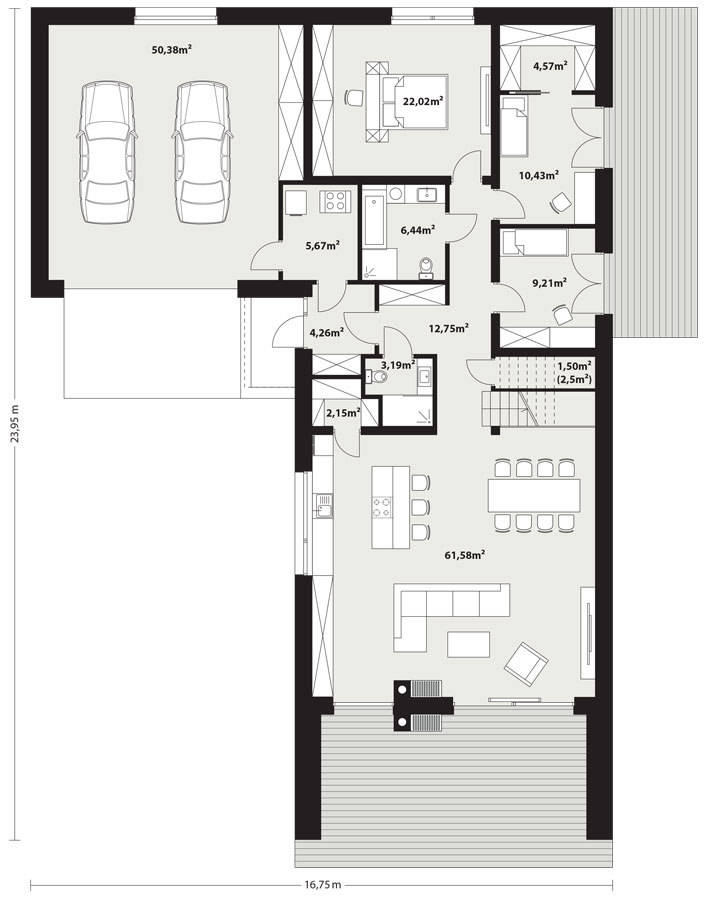 50,38m²
22,02m²
4,57m²
10,43m²
5,67m²
6,44m²
9,21m²
4,26m²
12,75m²
3,19m²
1,50m²
(2,5m²)
2,15m²
23,95 m
61,58m²
16,75 m